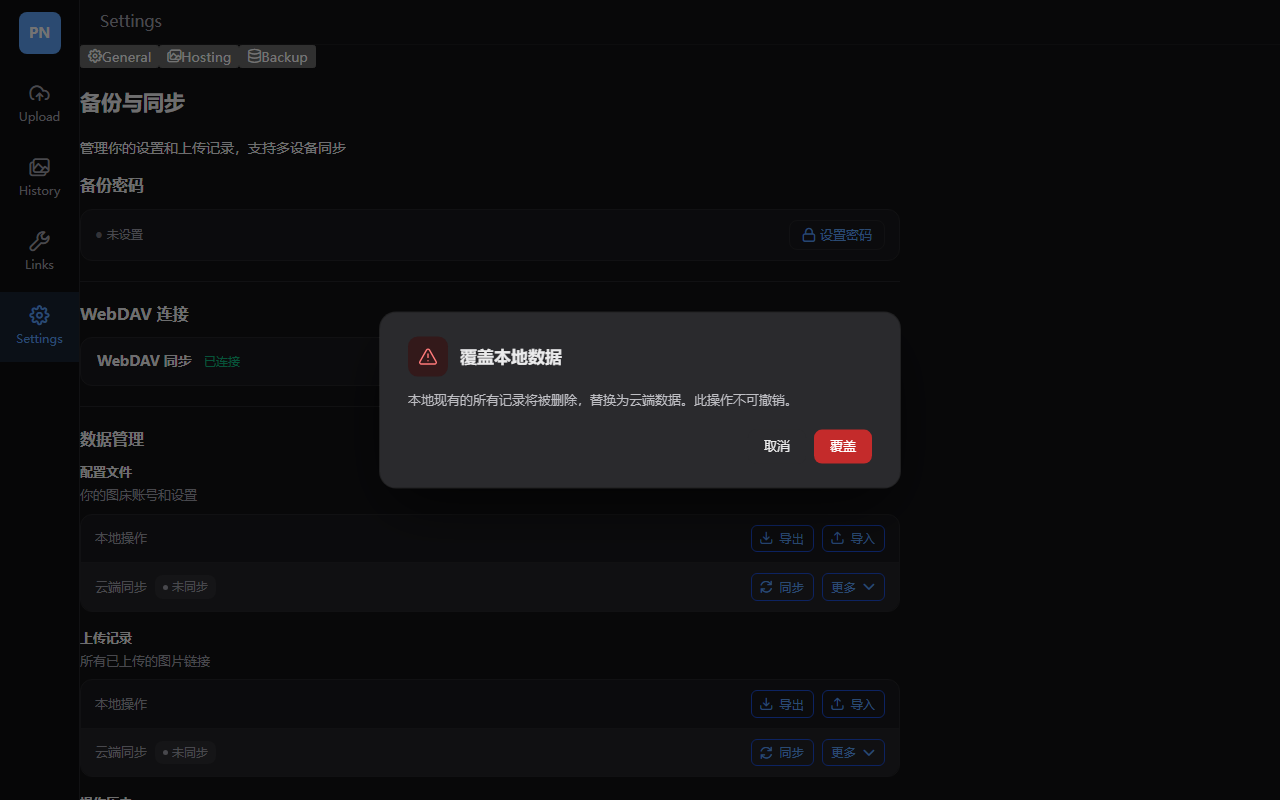 PN
Settings
General
Hosting
Backup
Upload
History
Links
Settings
备份与同步
管理你的设置和上传记录，支持多设备同步
备份密码
未设置
设置密码
WebDAV 连接
WebDAV 同步 已连接
覆盖本地数据
本地现有的所有记录将被删除，替换为云端数据。此操作不可撤销。
取消
覆盖
数据管理
配置文件
你的图床账号和设置
本地操作
导出
导入
云端同步
未同步
同步
更多
上传记录
所有已上传的图片链接
本地操作
导出
导入
云端同步
未同步
同步
更多